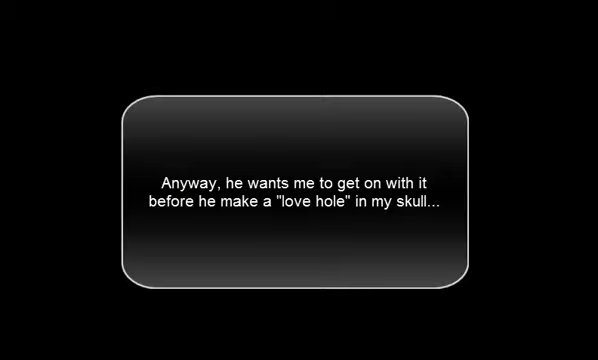 Anyway, he wants me to get on with it
before he make a "love hole" in my skull...